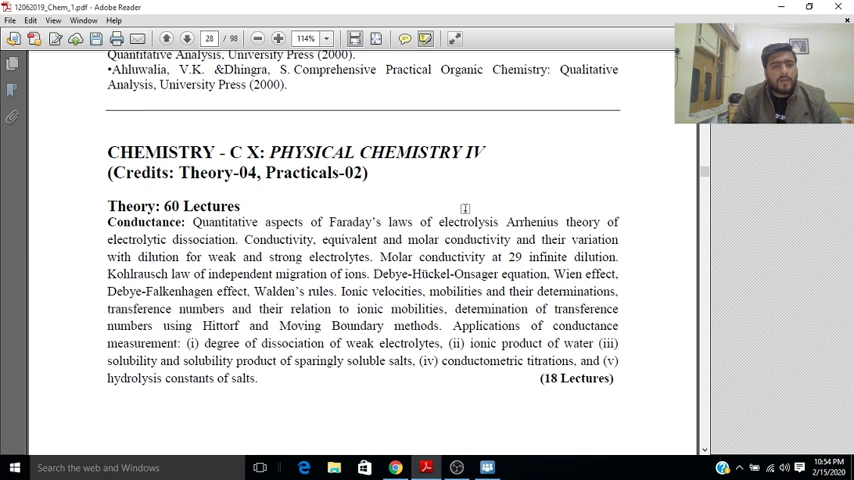 12062019_Chem_1.pdf - Adobe Reader
File Edit View Window Help
28 / 98 114%
Quantitative Analysis, University Press (2000).
•Ahluwalia, V.K. &Dhingra, S. Comprehensive Practical Organic Chemistry: Qualitative
Analysis, University Press (2000).
CHEMISTRY - C X: PHYSICAL CHEMISTRY IV
(Credits: Theory-04, Practicals-02)
Theory: 60 Lectures
Conductance: Quantitative aspects of Faraday's laws of electrolysis Arrhenius theory of
electrolytic dissociation. Conductivity, equivalent and molar conductivity and their variation
with dilution for weak and strong electrolytes. Molar conductivity at 29 infinite dilution.
Kohlrausch law of independent migration of ions. Debye-Hückel-Onsager equation, Wien effect,
Debye-Falkenhagen effect, Walden's rules. Ionic velocities, mobilities and their determinations,
transference numbers and their relation to ionic mobilities, determination of transference
numbers using Hittorf and Moving Boundary methods. Applications of conductance
measurement: (i) degree of dissociation of weak electrolytes, (ii) ionic product of water (iii)
solubility and solubility product of sparingly soluble salts, (iv) conductometric titrations, and (v)
hydrolysis constants of salts. (18 Lectures)
Search the web and Windows
10:54 PM
2/15/2020